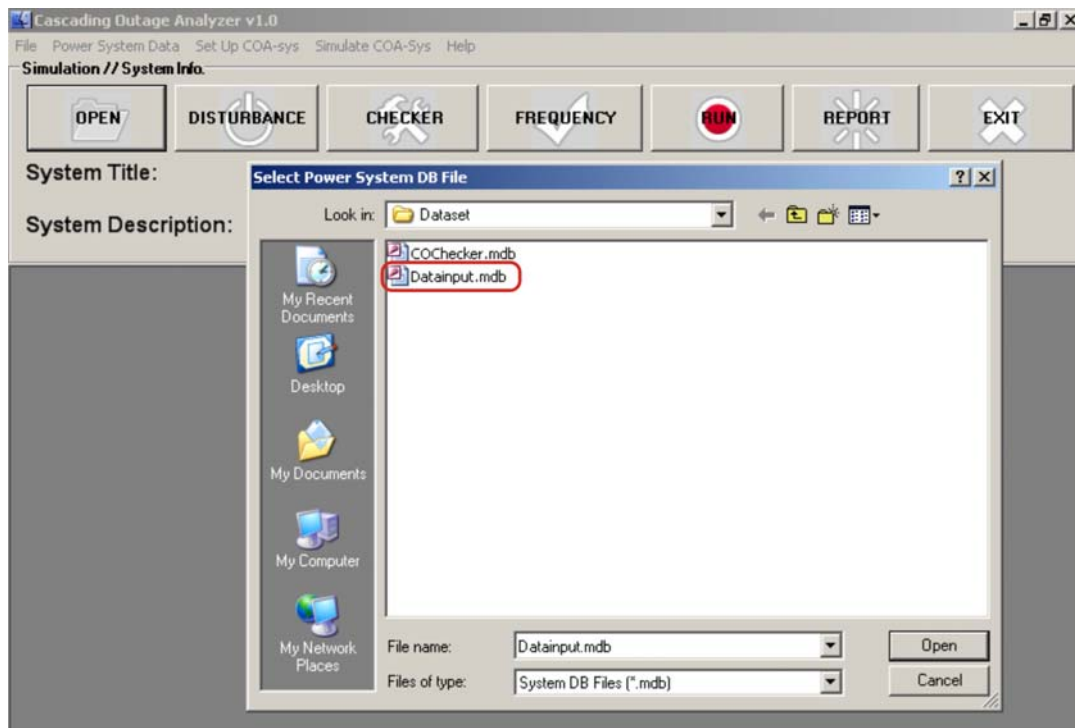 Cascading Outage Analyzer v1.0
File Power System Data Set Up COA-sys Simulate COA-Sys Help
Simulation // System Info.
OPEN DISTURBANCE CHECKER FREQUENCY RUN REPORT EXIT
System Title:
System Description:
Select Power System DB File
Look in: Dataset
COChecker.mdb
Datainput.mdb
My Recent
Documents
Desktop
My Documents
My Computer
My Network
Places
File name: Datainput.mdb Open
Files of type: System DB Files (*.mdb) Cancel